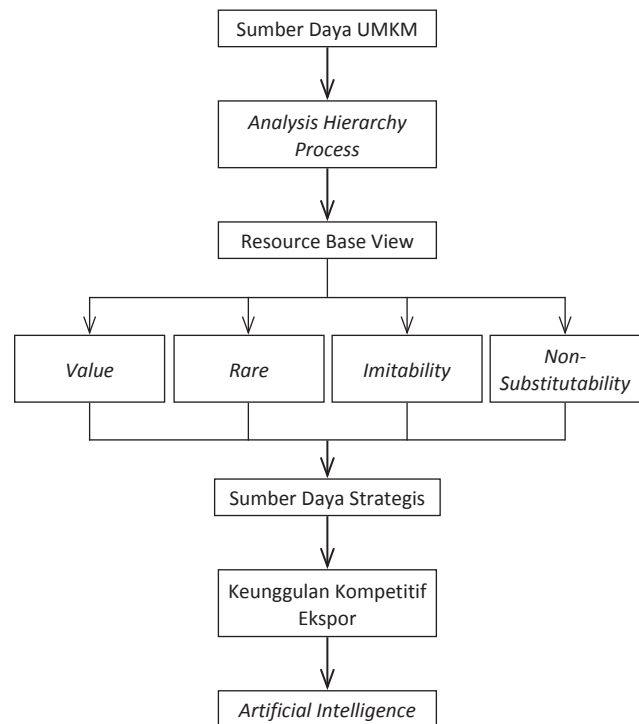 Sumber Daya UMKM
Analysis Hierarchy
Process
Resource Base View
Value
Rare
Imitability
Non-
Substitutability
Sumber Daya Strategis
Keunggulan Kompetitif
Ekspor
Artificial Intelligence